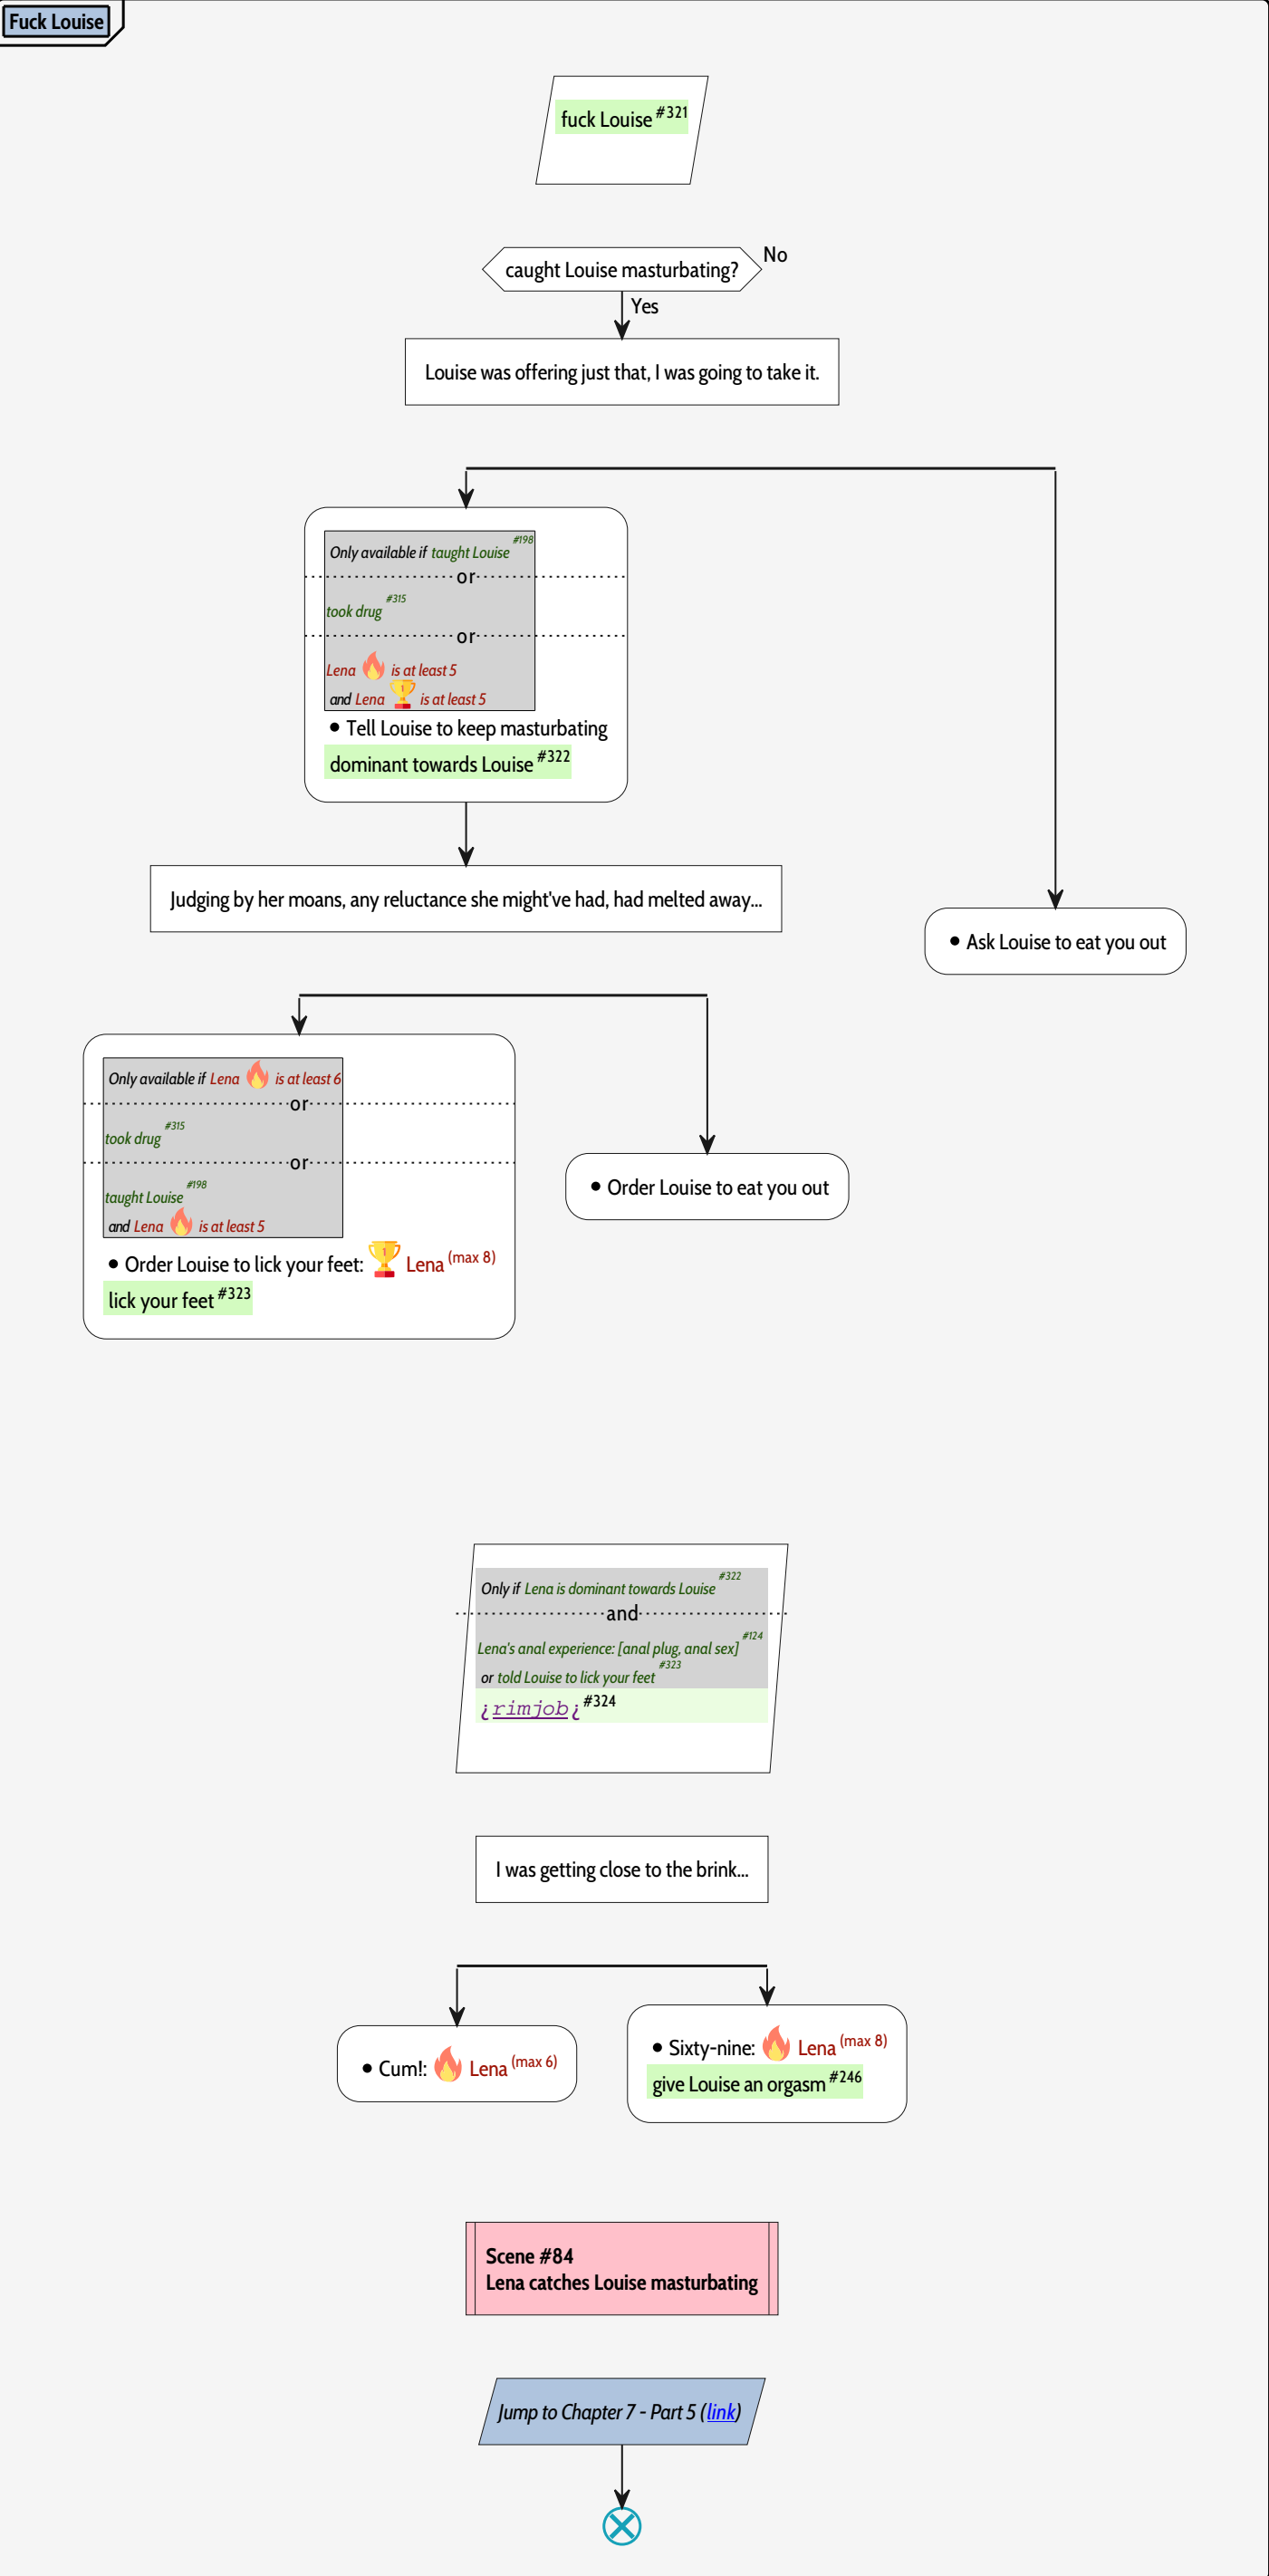 Fuck Louise
fuck Louise #321
caught Louise masturbating?
No
Yes
Louise was offering just that, I was going to take it.
Only available if taught Louise #198
or
took drug #315
or
Lena is at least 5
and Lena is at least 5
• Tell Louise to keep masturbating
dominant towards Louise #322
Judging by her moans, any reluctance she might've had, had melted away...
• Ask Louise to eat you out
Only available if Lena is at least 6
or
took drug #315
or
taught Louise #198
and Lena is at least 5
• Order Louise to lick your feet: Lena (max 8)
lick your feet #323
• Order Louise to eat you out
Only if Lena is dominant towards Louise #322
and
Lena's anal experience: [anal plug, anal sex] #124
or told Louise to lick your feet #323
¿rimjob¿ #324
I was getting close to the brink...
• Cum!: Lena (max 6)
• Sixty-nine: Lena (max 8)
give Louise an orgasm #246
Scene #84
Lena catches Louise masturbating
Jump to Chapter 7 - Part 5 (link)